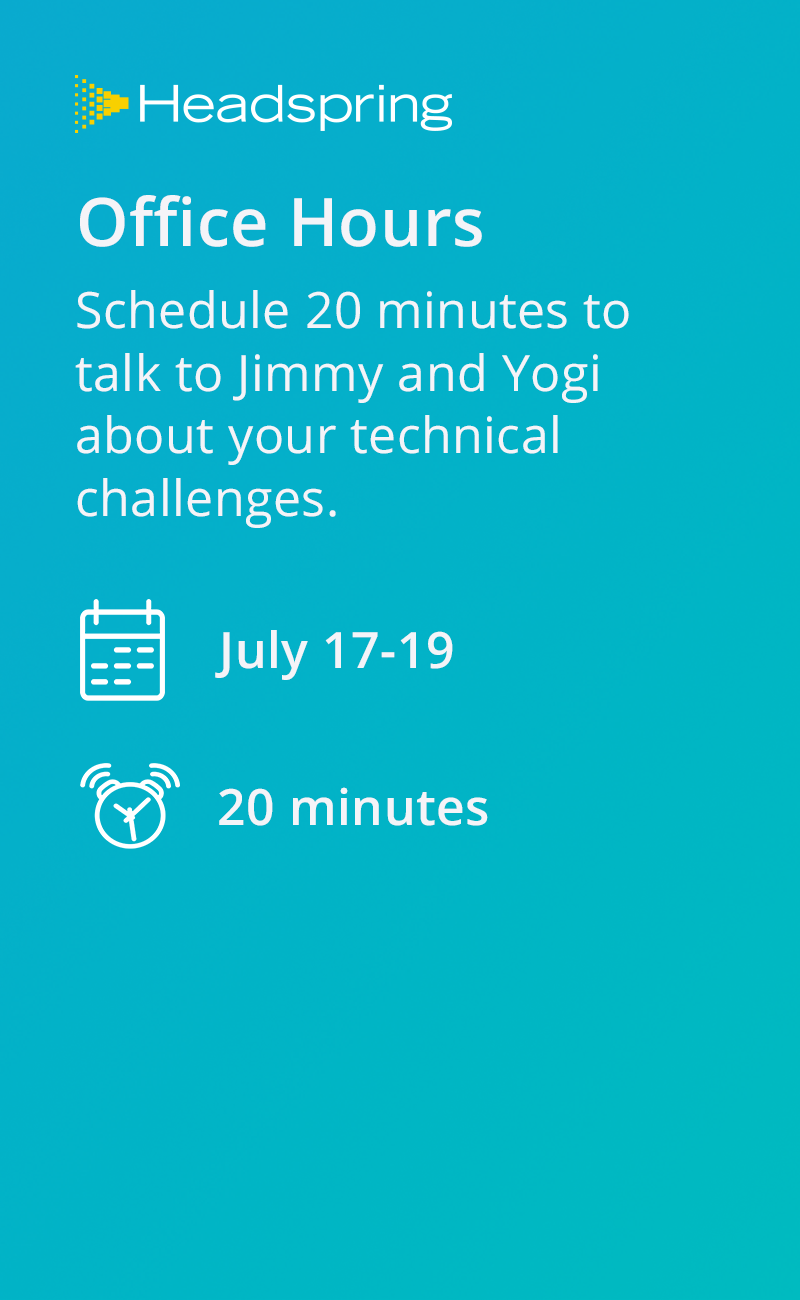 Headspring
Office Hours
Schedule 20 minutes to
talk to Jimmy and Yogi
about your technical
challenges.
July 17-19
20 minutes